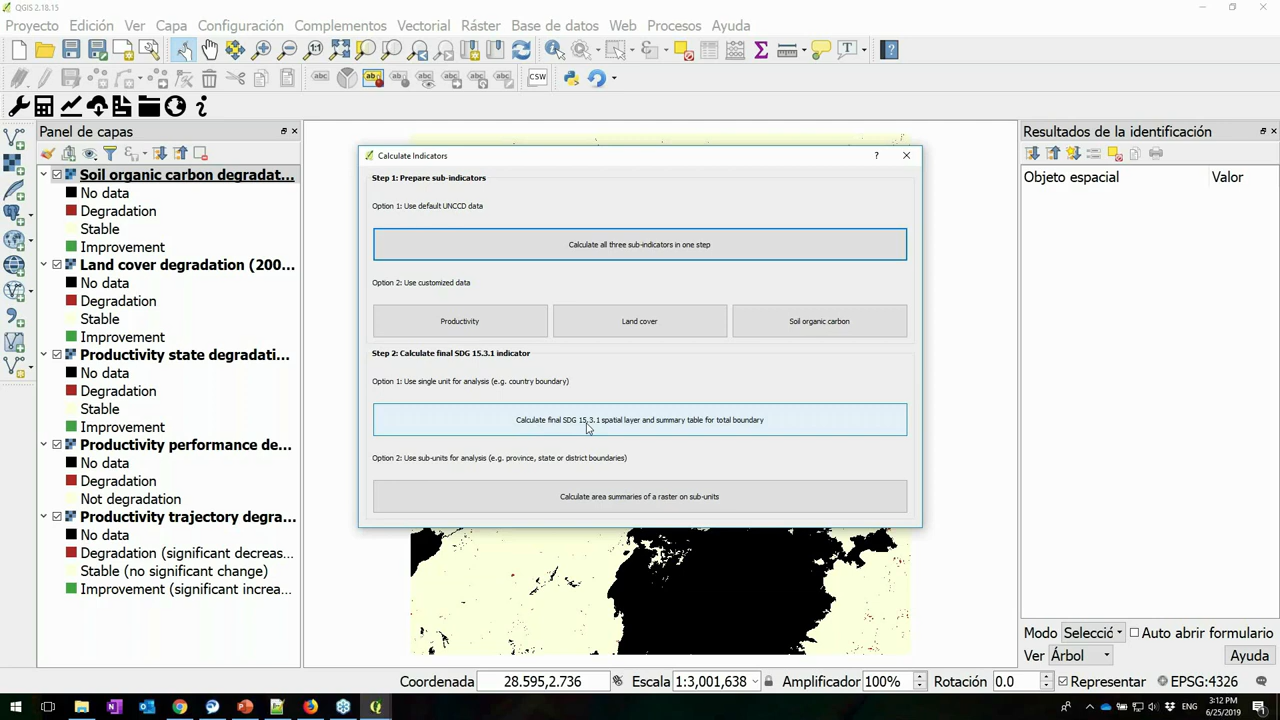 QGIS 2.18.15
Proyecto Edición Ver Capa Configuración Complementos Vectorial Ráster Base de datos Web Procesos Ayuda
abc abc CSW
Panel de capas
Soil organic carbon degradat...
No data
Degradation
Stable
Improvement
Land cover degradation (200...
No data
Degradation
Stable
Improvement
Productivity state degradati...
No data
Degradation
Stable
Improvement
Productivity performance de...
No data
Degradation
Not degradation
Productivity trajectory degra...
No data
Degradation (significant decreas...
Stable (no significant change)
Improvement (significant increa...
Calculate Indicators
Step 1: Prepare sub-indicators
Option 1: Use default UNCCD data
Calculate all three sub-indicators in one step
Option 2: Use customized data
Productivity Land cover Soil organic carbon
Step 2: Calculate final SDG 15.3.1 indicator
Option 1: Use single unit for analysis (e.g. country boundary)
Calculate final SDG 15.3.1 spatial layer and summary table for total boundary
Option 2: Use sub-units for analysis (e.g. province, state or district boundaries)
Calculate area summaries of a raster on sub-units
Resultados de la identificación
Objeto espacial Valor
Modo Selecció Auto abrir formulario
Ver Árbol Ayuda
Coordenada 28.595,2.736 Escala 1:3,001,638 Amplificador 100% Rotación 0.0 Representar EPSG:4326
3:12 PM
6/25/2019